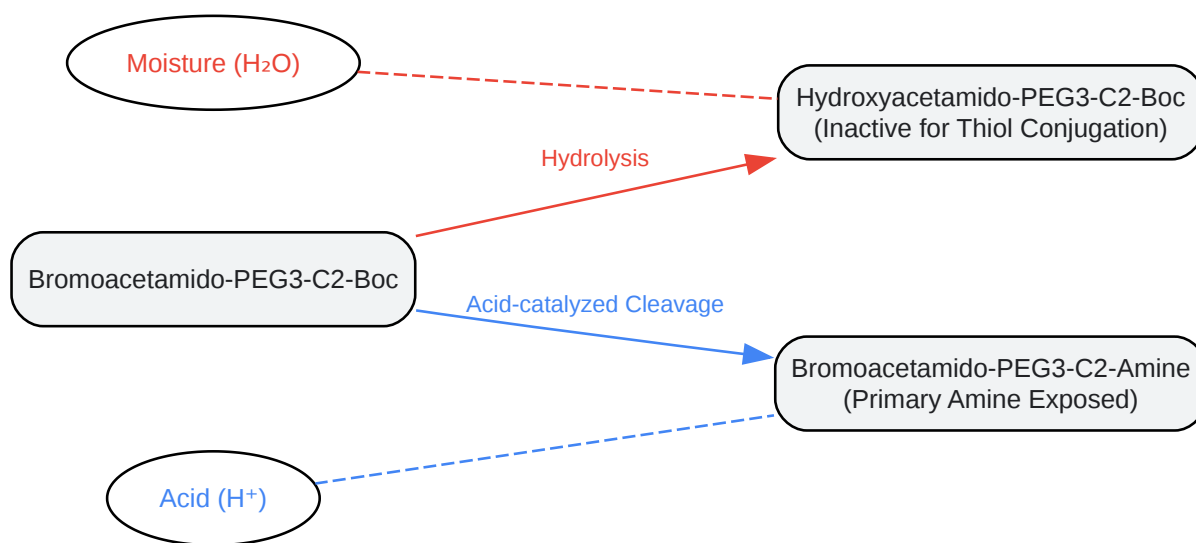 Moisture (H₂O)
Hydroxyacetamido-PEG3-C2-Boc
(Inactive for Thiol Conjugation)
Hydrolysis
Bromoacetamido-PEG3-C2-Boc
Acid-catalyzed Cleavage
Bromoacetamido-PEG3-C2-Amine
(Primary Amine Exposed)
Acid (H⁺)